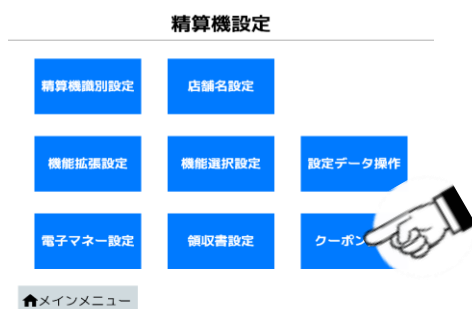 精算機設定
精算機識別設定
店舗名設定
機能拡張設定
機能選択設定
設定データ操作
電子マネー設定
領収書設定
クーポン
メインメニュー